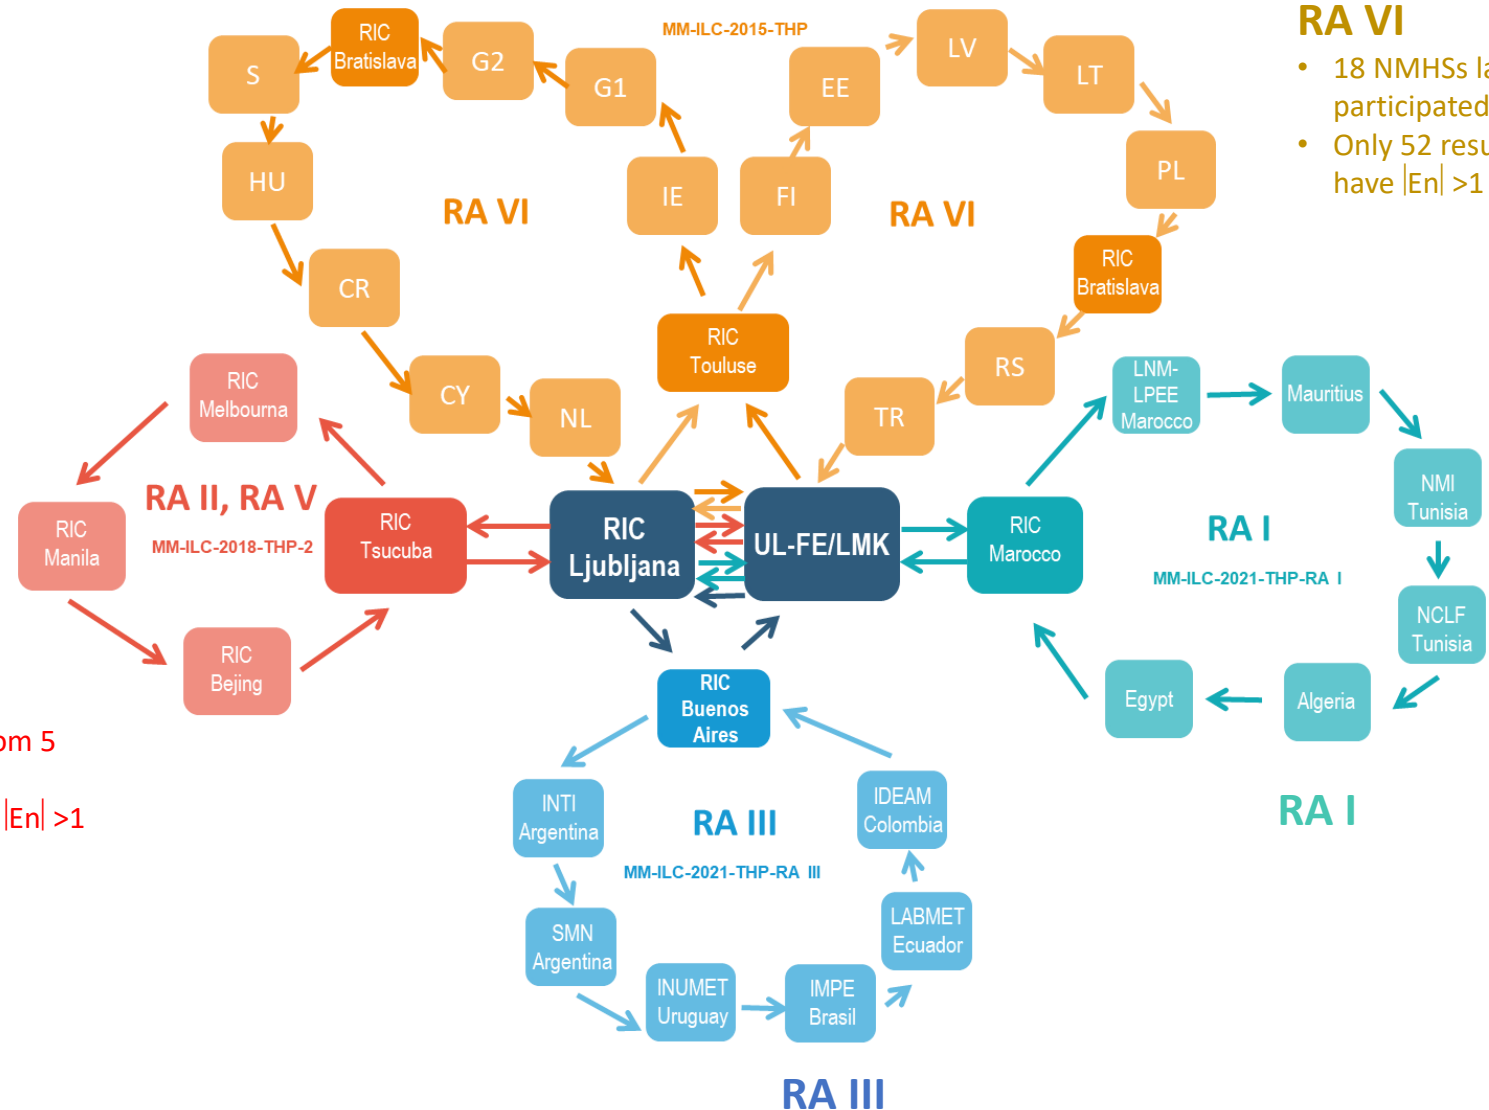 MM-ILC-2015-THP
RIC
Bratislava
S
G2
G1
HU
IE
CR
CY
NL
RA VI
EE
LV
LT
FI
PL
RIC
Bratislava
RS
TR
RA VI
RIC
Touluse
RA VI
• 18 NMHSs
participated
• Only 52
have |En| >1
RIC
Melbourna
RIC
Manila
RIC
Bejing
RIC
Tsucuba
RA II, RA V
MM-ILC-2018-THP-2
RIC
Ljubljana
UL-FE/LMK
RIC
Marocco
LNM-
LPEE
Marocco
Mauritius
NMI
Tunisia
NCLF
Tunisia
Algeria
Egypt
RA I
MM-ILC-2021-THP-RA I
RA I
5
|En| >1
RIC
Buenos
Aires
INTI
Argentina
SMN
Argentina
INUMET
Uruguay
IMPE
Brasil
LABMET
Ecuador
IDEAM
Colombia
RA III
MM-ILC-2021-THP-RA III
RA III